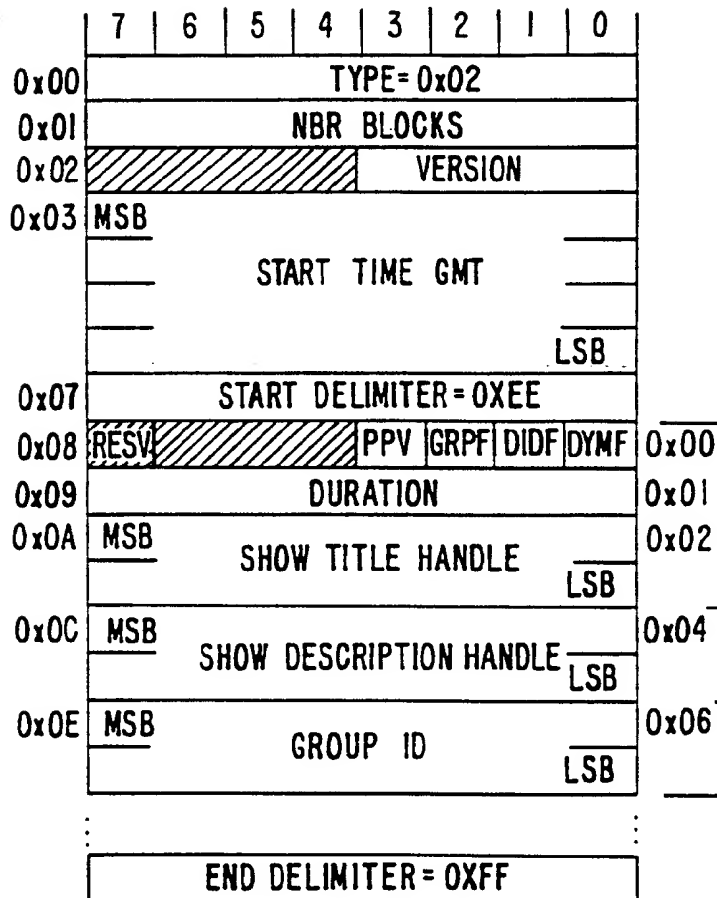 7 6 5 4 3 2 1 0
0x00 TYPE=0x02
0x01 NBR BLOCKS
0x02 VERSION
0x03 MSB
START TIME GMT
LSB
0x07 START DELIMITER=0XEE
0x08 RESV PPV GRPF DIDF DYMF 0x00
0x09 DURATION 0x01
0x0A MSB 0x02
SHOW TITLE HANDLE
LSB
0x0C MSB 0x04
SHOW DESCRIPTION HANDLE
LSB
0x0E MSB 0x06
GROUP ID
LSB
END DELIMITER=0XFF